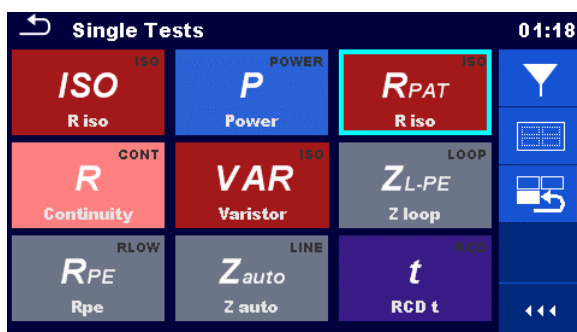 Single Tests 01:18
ISO
ISO
R iso
POWER
P
Power
ISO
RPAT
R iso
CONT
R
Continuity
ISO
VAR
Varistor
LOOP
ZL-PE
Z loop
RLOW
RPE
Rpe
LINE
Zauto
Z auto
RCD
t
RCD t